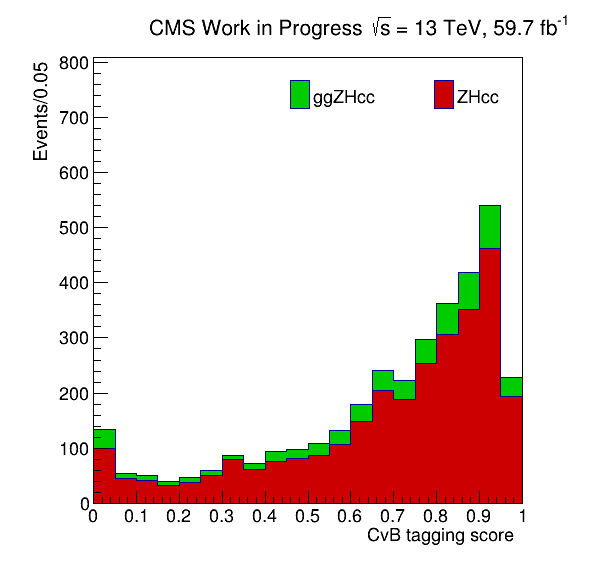 CMS Work in Progress √s = 13 TeV, 59.7 fb⁻¹
Events/0.05
800
700
600
500
400
300
200
100
0
ggZHcc ZHcc
0 0.1 0.2 0.3 0.4 0.5 0.6 0.7 0.8 0.9 1
CvB tagging score